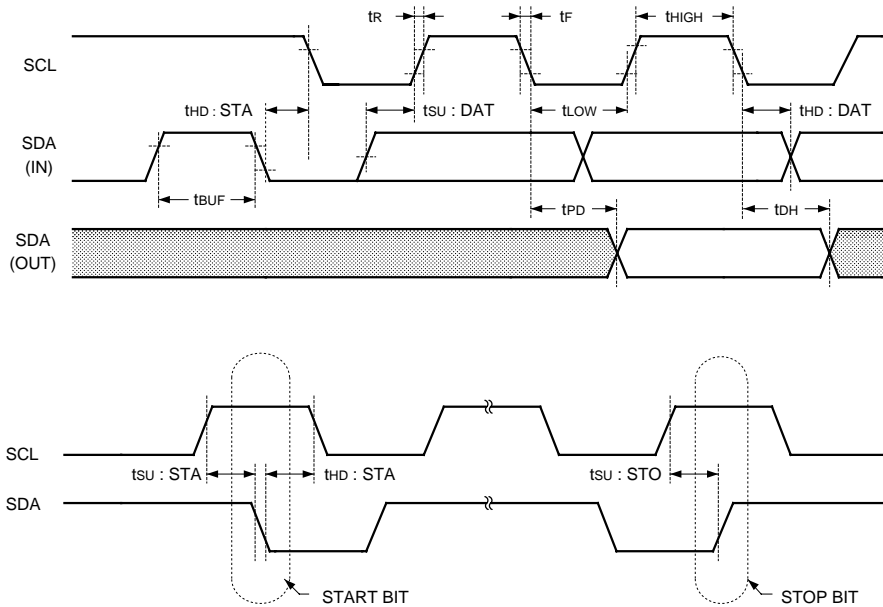 tR tF tHIGH
SCL
tHD : STA tSU : DAT tLOW tHD : DAT
SDA
(IN)
tBUF
tPD tDH
SDA
(OUT)
SCL
tSU : STA tHD : STA tSU : STO
SDA
START BIT STOP BIT